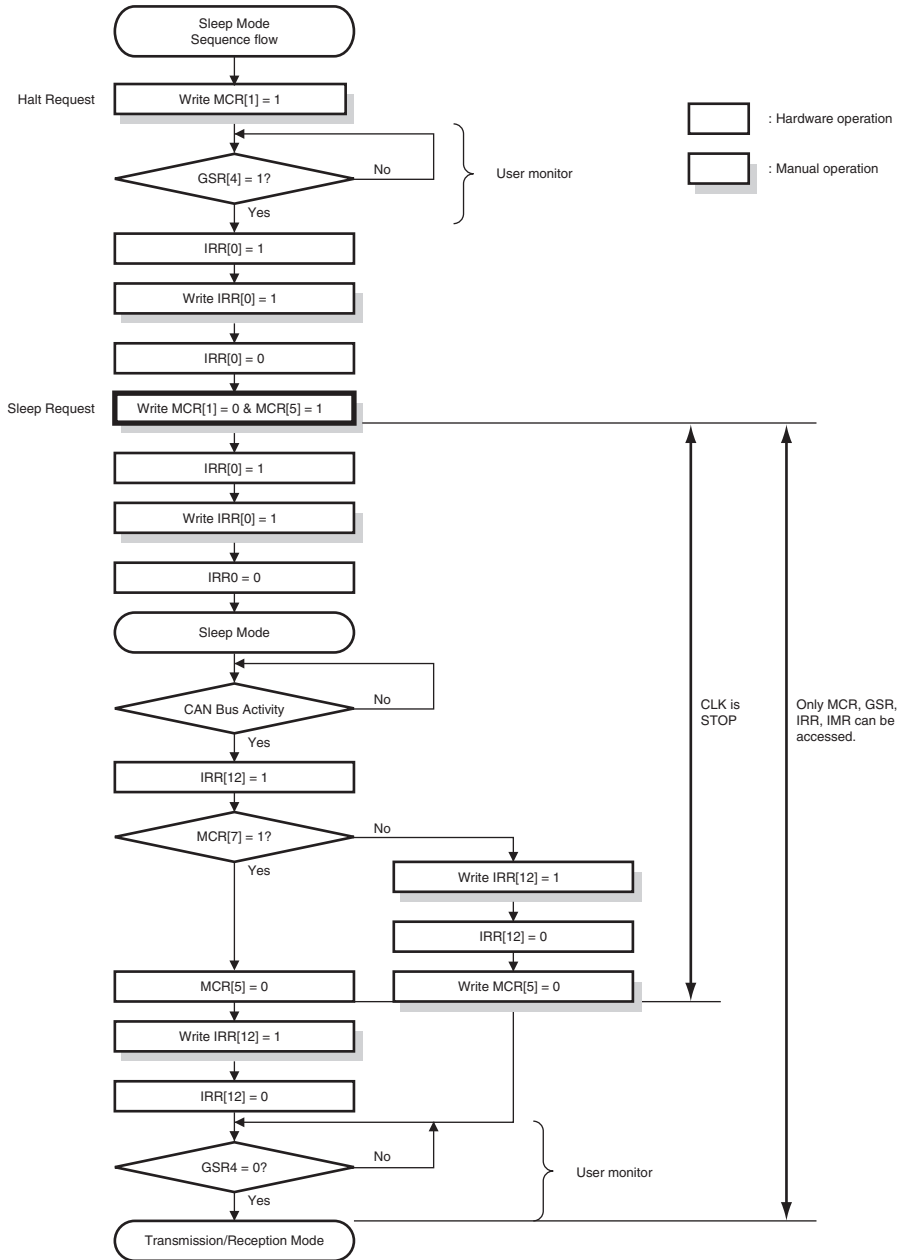 Sleep Mode
Sequence flow
Halt Request
Write MCR[1] = 1
: Hardware operation
: Manual operation
GSR[4] = 1?
No
User monitor
Yes
IRR[0] = 1
Write IRR[0] = 1
IRR[0] = 0
Sleep Request
Write MCR[1] = 0 & MCR[5] = 1
IRR[0] = 1
Write IRR[0] = 1
IRR0 = 0
Sleep Mode
CAN Bus Activity
No
Yes
CLK is
STOP
Only MCR, GSR,
IRR, IMR can be
accessed.
IRR[12] = 1
MCR[7] = 1?
No
Yes
Write IRR[12] = 1
IRR[12] = 0
MCR[5] = 0
Write MCR[5] = 0
Write IRR[12] = 1
IRR[12] = 0
GSR4 = 0?
No
User monitor
Yes
Transmission/Reception Mode